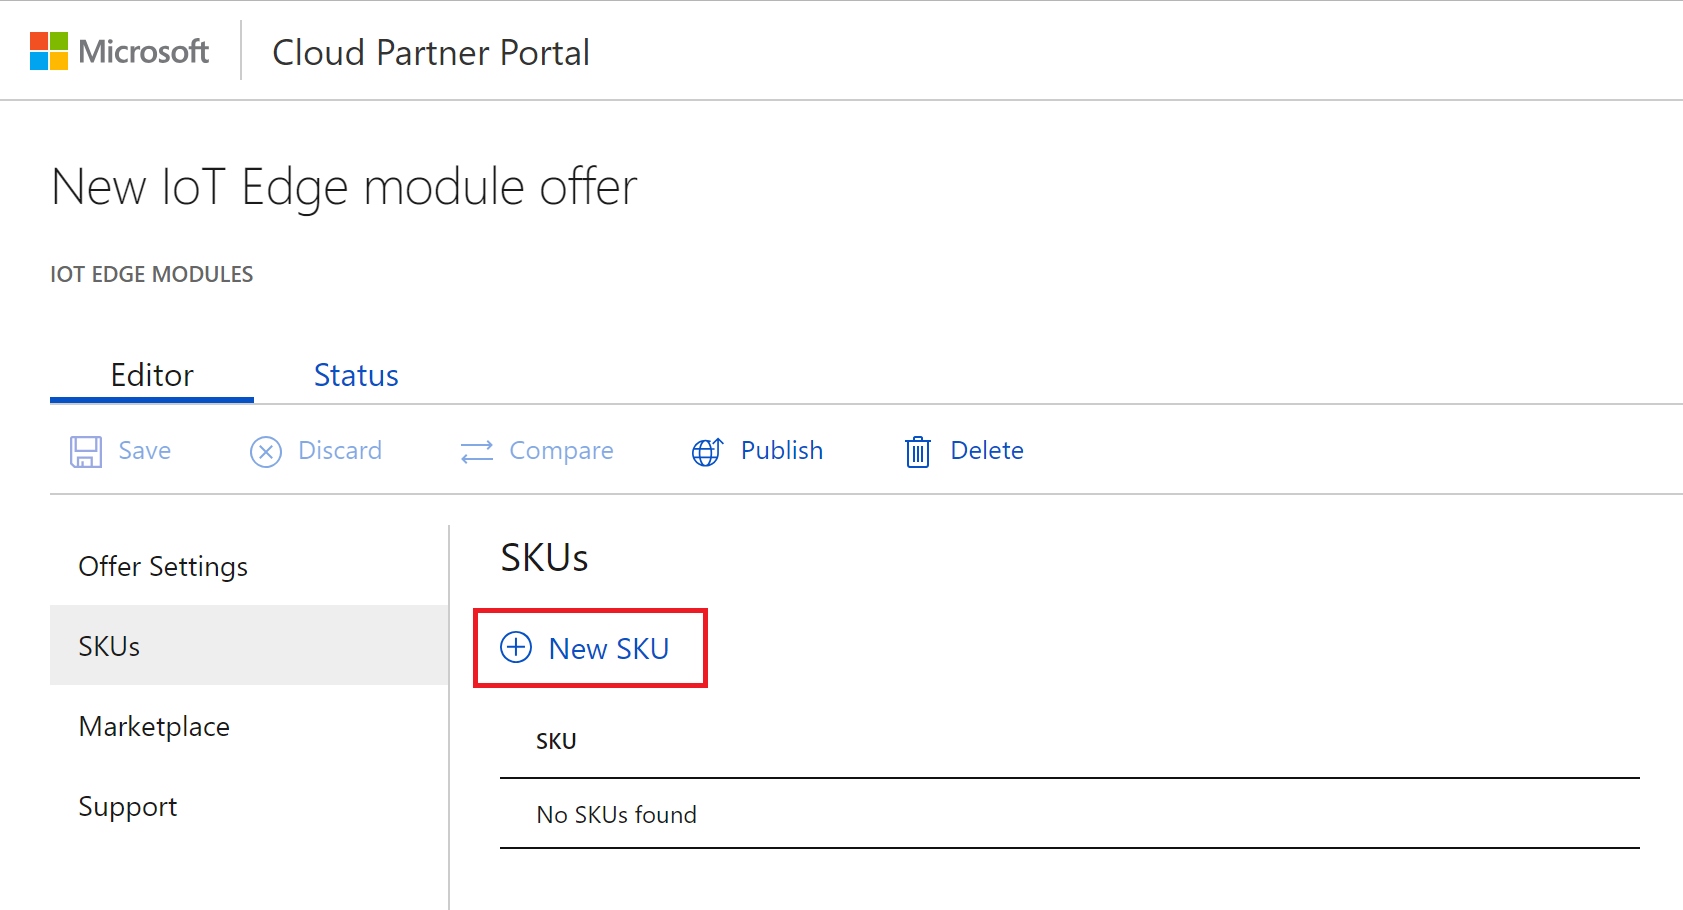 Microsoft Cloud Partner Portal
New IoT Edge module offer
IOT EDGE MODULES
Editor Status
Save Discard Compare Publish Delete
Offer Settings
SKUs
Marketplace
Support
SKUs
New SKU
SKU
No SKUs found